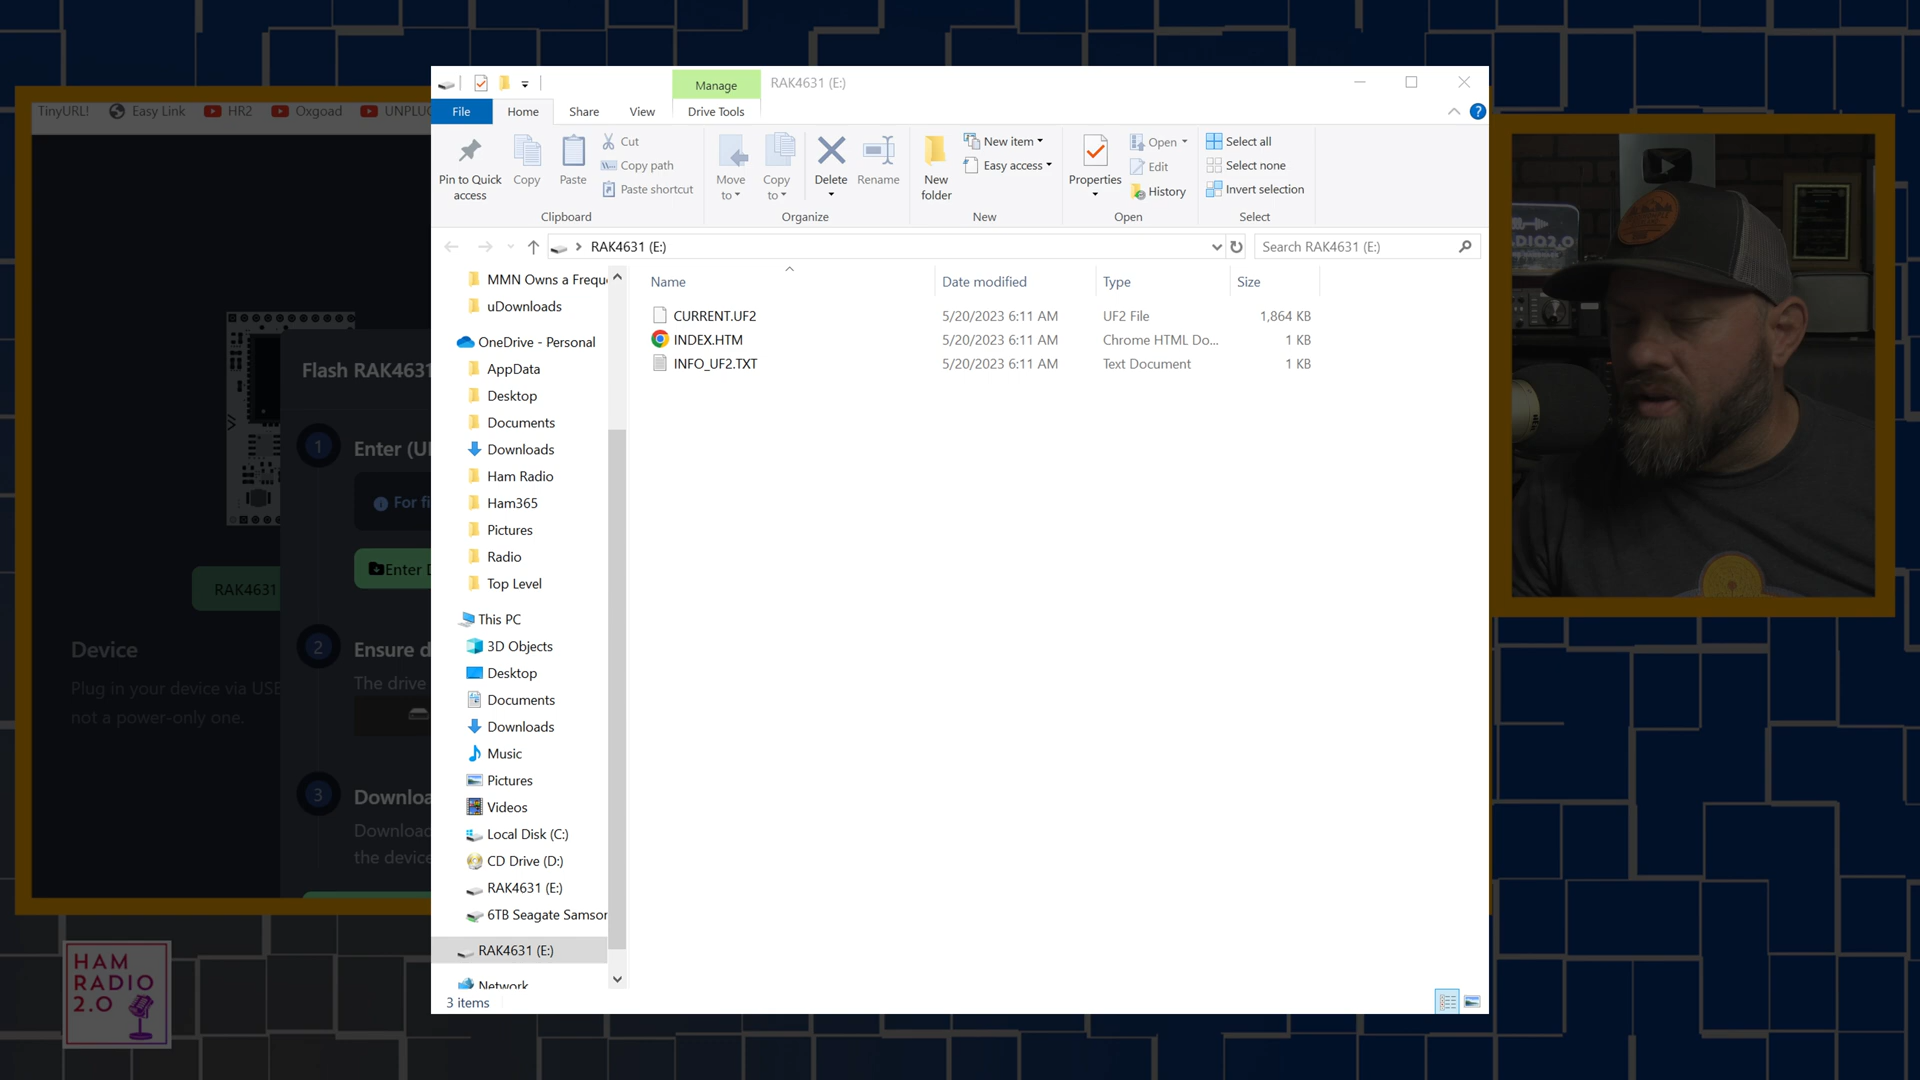 Manage
RAK4631 (E:)
File
Home
Share
View
Drive Tools
Pin to Quick access
Copy
Paste
Cut
Copy path
Paste shortcut
Clipboard
Move to
Copy to
Delete
Rename
Organize
New folder
New item
Easy access
New
Properties
Open
Edit
History
Open
Select all
Select none
Invert selection
Select
RAK4631 (E:)
Search RAK4631 (E:)
MMN Owns a Frequ
uDownloads
OneDrive - Personal
AppData
Desktop
Documents
Downloads
Ham Radio
Ham365
Pictures
Radio
Top Level
This PC
3D Objects
Desktop
Documents
Downloads
Music
Pictures
Videos
Local Disk (C:)
CD Drive (D:)
RAK4631 (E:)
6TB Seagate Samsor
RAK4631 (E:)
Network
Name Date modified Type Size
CURRENT.UF2 5/20/2023 6:11 AM UF2 File 1,864 KB
INDEX.HTM 5/20/2023 6:11 AM Chrome HTML Do... 1 KB
INFO_UF2.TXT 5/20/2023 6:11 AM Text Document 1 KB
3 items
TinyURL! Easy Link HR2 Oxgoad UNPLUG
Flash RAK4631
1
Enter (U
For fi
Enter D
RAK4631
2
Ensure d
The drive
Device
Plug in your device via USB
not a power-only one.
3
Downloa
Download
the device
HAM
RADIO
2.0
ADIO2.0